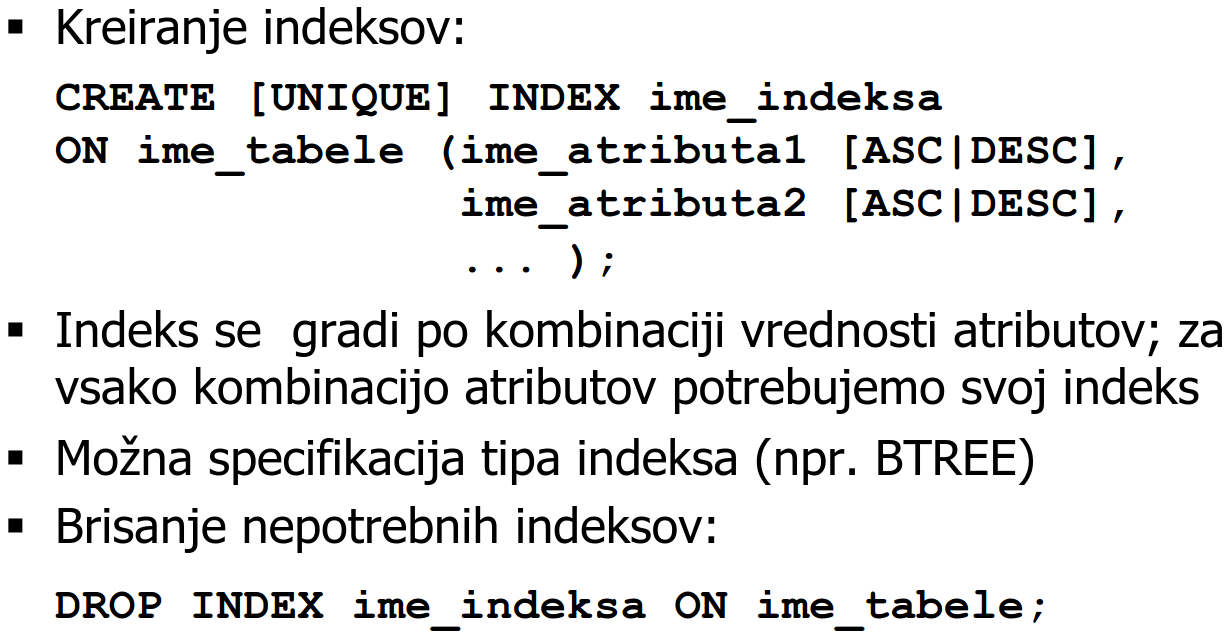 ▪ Kreiranje indeksov:
CREATE [UNIQUE] INDEX ime_indeksa
ON ime_tabele (ime_atributa1 [ASC|DESC],
ime_atributa2 [ASC|DESC],
... );
▪ Indeks se  gradi po kombinaciji vrednosti atributov; za
vsako kombinacijo atributov potrebujemo svoj indeks
▪ Možna specifikacija tipa indeksa (npr. BTREE)
▪ Brisanje nepotrebnih indeksov:
DROP INDEX ime_indeksa ON ime_tabele;